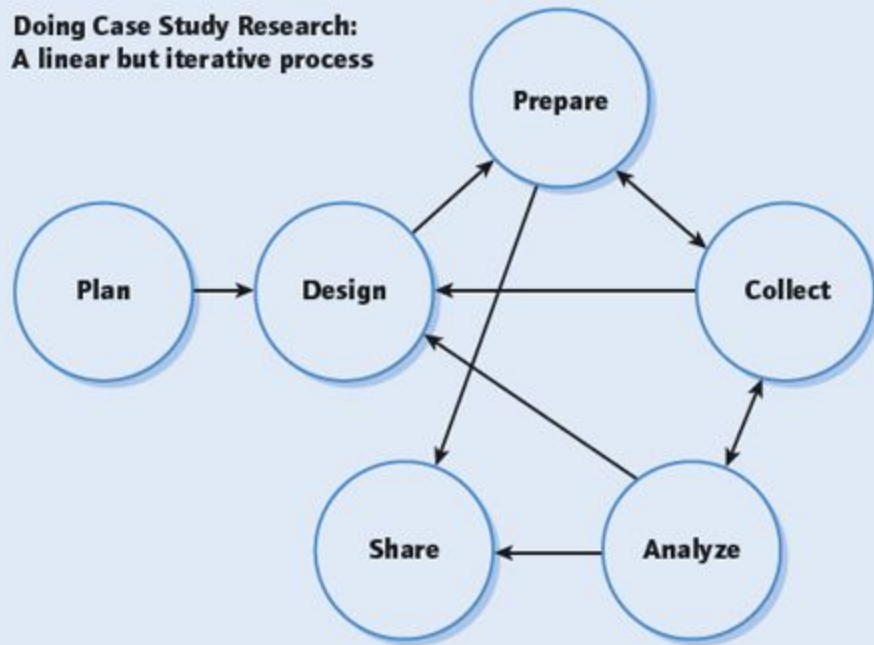 Doing Case Study Research:
A linear but iterative process
Prepare
Plan
Design
Collect
Share
Analyze